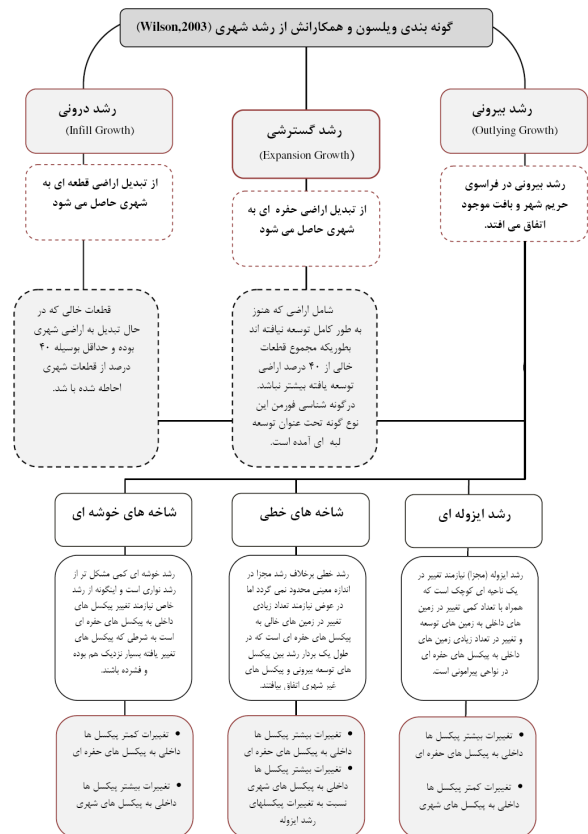 گونه بندی ویلسون و همکارانش از رشد شهری (Wilson,2003)
رشد بیرونی
(Outlying Growth)
رشد گسترشی
(Expansion Growth)
رشد درونی
(Infill Growth)
رشد بیرونی در فراسوی
حریم شهر و بافت موجود
اتفاق می افتد.
از تبدیل اراضی حفره ای به
شهری حاصل می شود
از تبدیل اراضی قطعه ای به
شهری حاصل می شود
شامل اراضی که هنوز
به طور کامل توسعه نیافته اند
بطوریکه مجموع قطعات
خالی از ۴۰ درصد اراضی
توسعه یافته بیشتر نباشد.
درگونه شناسی فورمن این
نوع گونه تحت عنوان توسعه
لبه ای آمده است.
قطعات خالی که در
حال تبدیل به اراضی شهری
بوده و حداقل بوسیله ۴۰
درصد از قطعات شهری
احاطه شده با شد.
رشد ایزوله ای
شاخه های خطی
شاخه های خوشه ای
رشد ایزوله (مجزا) نیازمند تغییر در
یک ناحیه ای کوچک است که
همراه با تعداد کمی تغییر در زمین
های داخلی به زمین های توسعه
و تغییر در تعداد زیادی زمین های
داخلی به پیکسل های حفره ای
در نواحی پیرامونی است.
رشد خطی برخلاف رشد مجزا در
اندازه معینی محدود نمی گردد اما
در عوض نیازمند تعداد زیادی
تغییر در زمین های خالی به
پیکسل های حفره ای است که در
طول یک بردار رشد بین پیکسل
های توسعه بیرونی و پیکسل های
غیر شهری اتفاق بیافتند.
رشد خوشه ای کمی مشکل تر از
رشد نواری است و اینگونه از رشد
خاص نیازمند تغییر پیکسل های
داخلی به پیکسل های حفره ای
است به شرطی که پیکسل های
تغییر یافته بسیار نزدیک هم بوده
و فشرده باشند.
• تغییرات بیشتر پیکسل ها
داخلی به پیکسل های حفره ای
• تغییرات کمتر پیکسل ها
داخلی به پیکسل های شهری
• تغییرات بیشتر پیکسل ها
داخلی به پیکسل های حفره ای
• تغییرات بیشتر پیکسل ها
داخلی به پیکسل های شهری
نسبت به تغییرات پیکسلهای
رشد ایزوله
• تغییرات کمتر پیکسل ها
داخلی به پیکسل های حفره ای
• تغییرات بیشتر پیکسل ها
داخلی به پیکسل های شهری